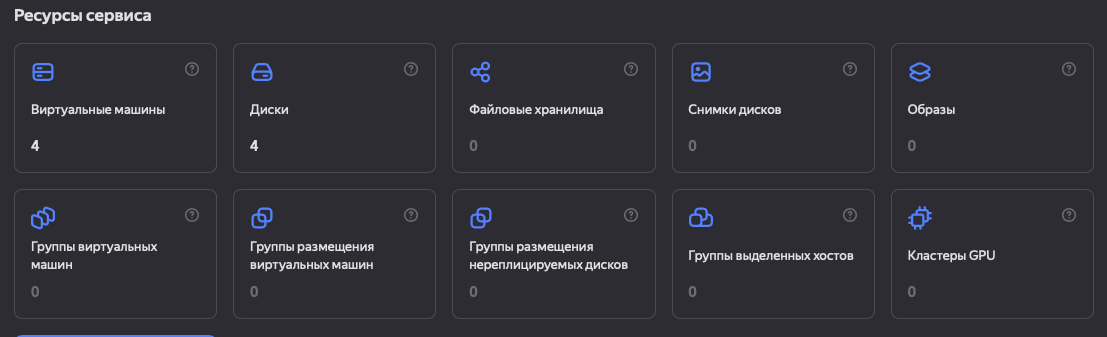 Ресурсы сервиса
Виртуальные машины
4
Диски
4
Файловые хранилища
0
Снимки дисков
0
Образы
0
Группы виртуальных
машин
0
Группы размещения
виртуальных машин
0
Группы размещения
нереплицируемых дисков
0
Группы выделенных хостов
0
Кластеры GPU
0